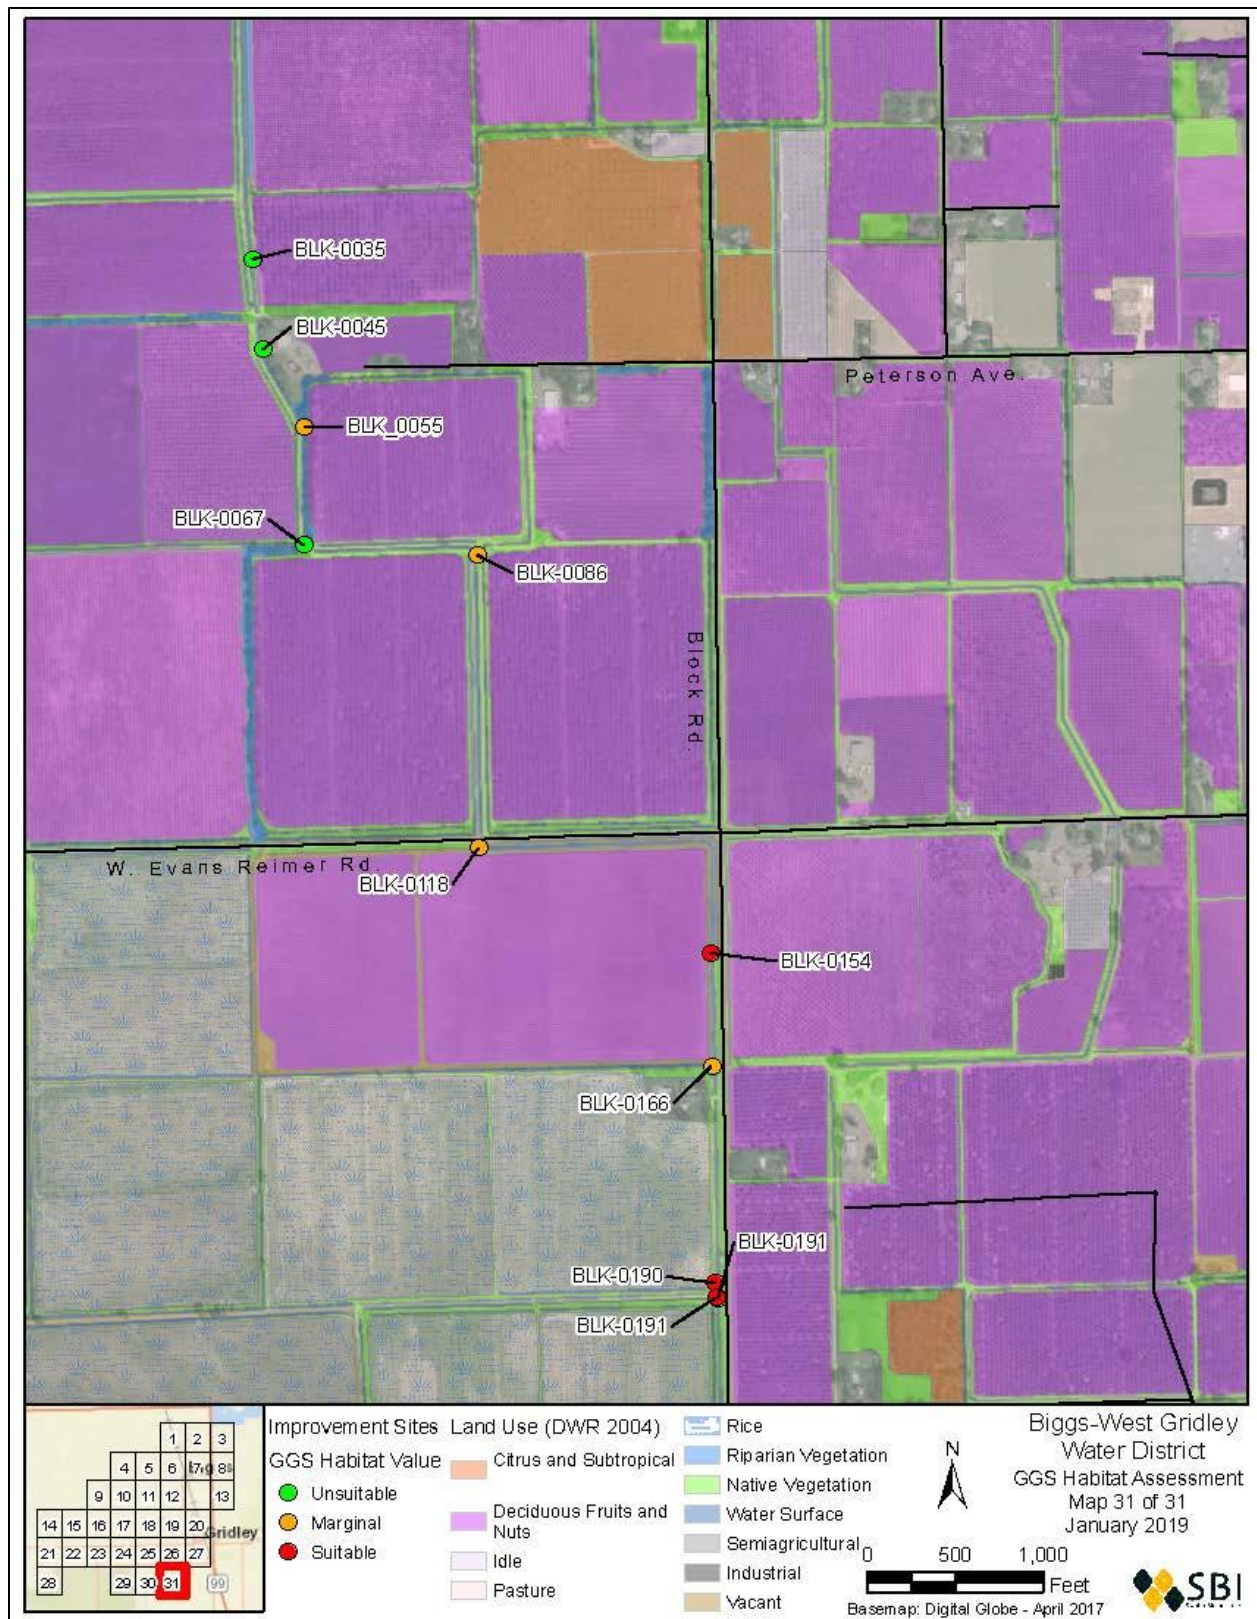 BLK-0035
BLK-0045
Peterson Ave.
BLK_0055
BLK-0067
BLK-0086
Block Rd.
W. Evans Reimer Rd.
BLK-0118
BLK-0154
BLK-0166
BLK-0191
BLK-0190
BLK-0191
1 2 3
4 5 6 7 8
9 10 11 12 13
14 15 16 17 18 19 20
Gridley
21 22 23 24 25 26 27
28 29 30 31 99
Improvement Sites
GGS Habitat Value
Unsuitable
Marginal
Suitable
Land Use (DWR 2004)
Citrus and Subtropical
Deciduous Fruits and
Nuts
Idle
Pasture
Rice
Riparian Vegetation
Native Vegetation
Water Surface
Semiagricultural
Industrial
Vacant
N
0 500 1,000
Feet
Basemap: Digital Globe - April 2017
Biggs-West Gridley
Water District
GGS Habitat Assessment
Map 31 of 31
January 2019
SBI